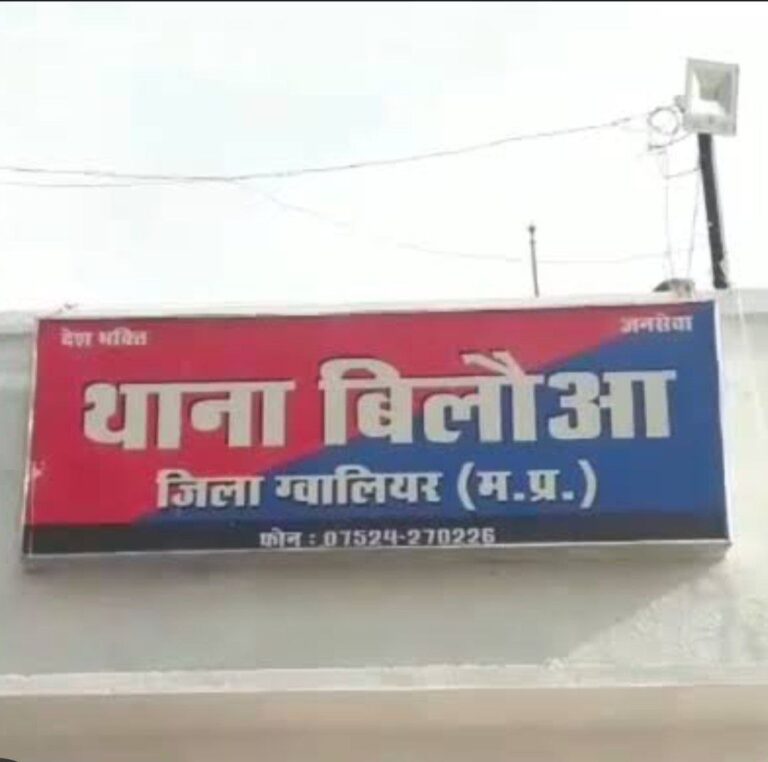 देश भक्ति जनसेवा
थाना बिलौआ
जिला ग्वालियर (म.प्र.)
फोन : 07524-270226